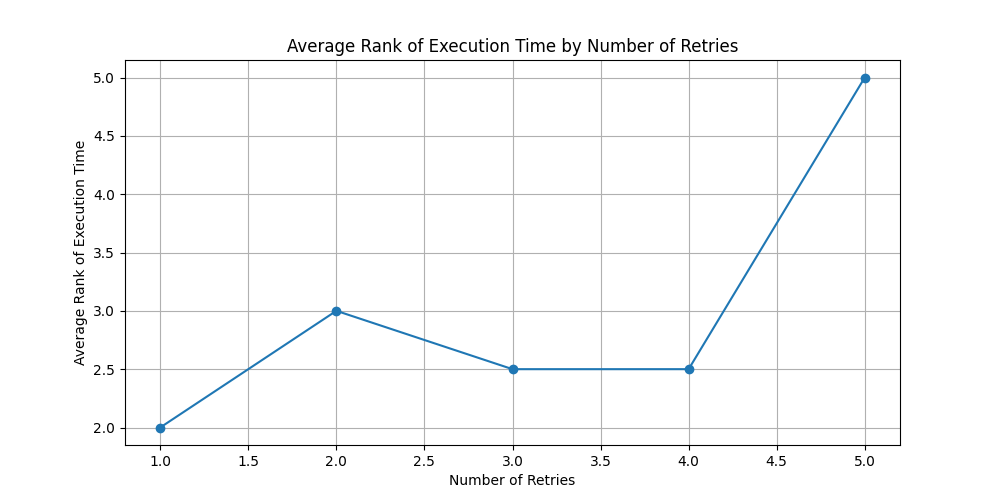 Average Rank of Execution Time by Number of Retries
Average Rank of Execution Time
5.0
4.5
4.0
3.5
3.0
2.5
2.0
1.0 1.5 2.0 2.5 3.0 3.5 4.0 4.5 5.0
Number of Retries